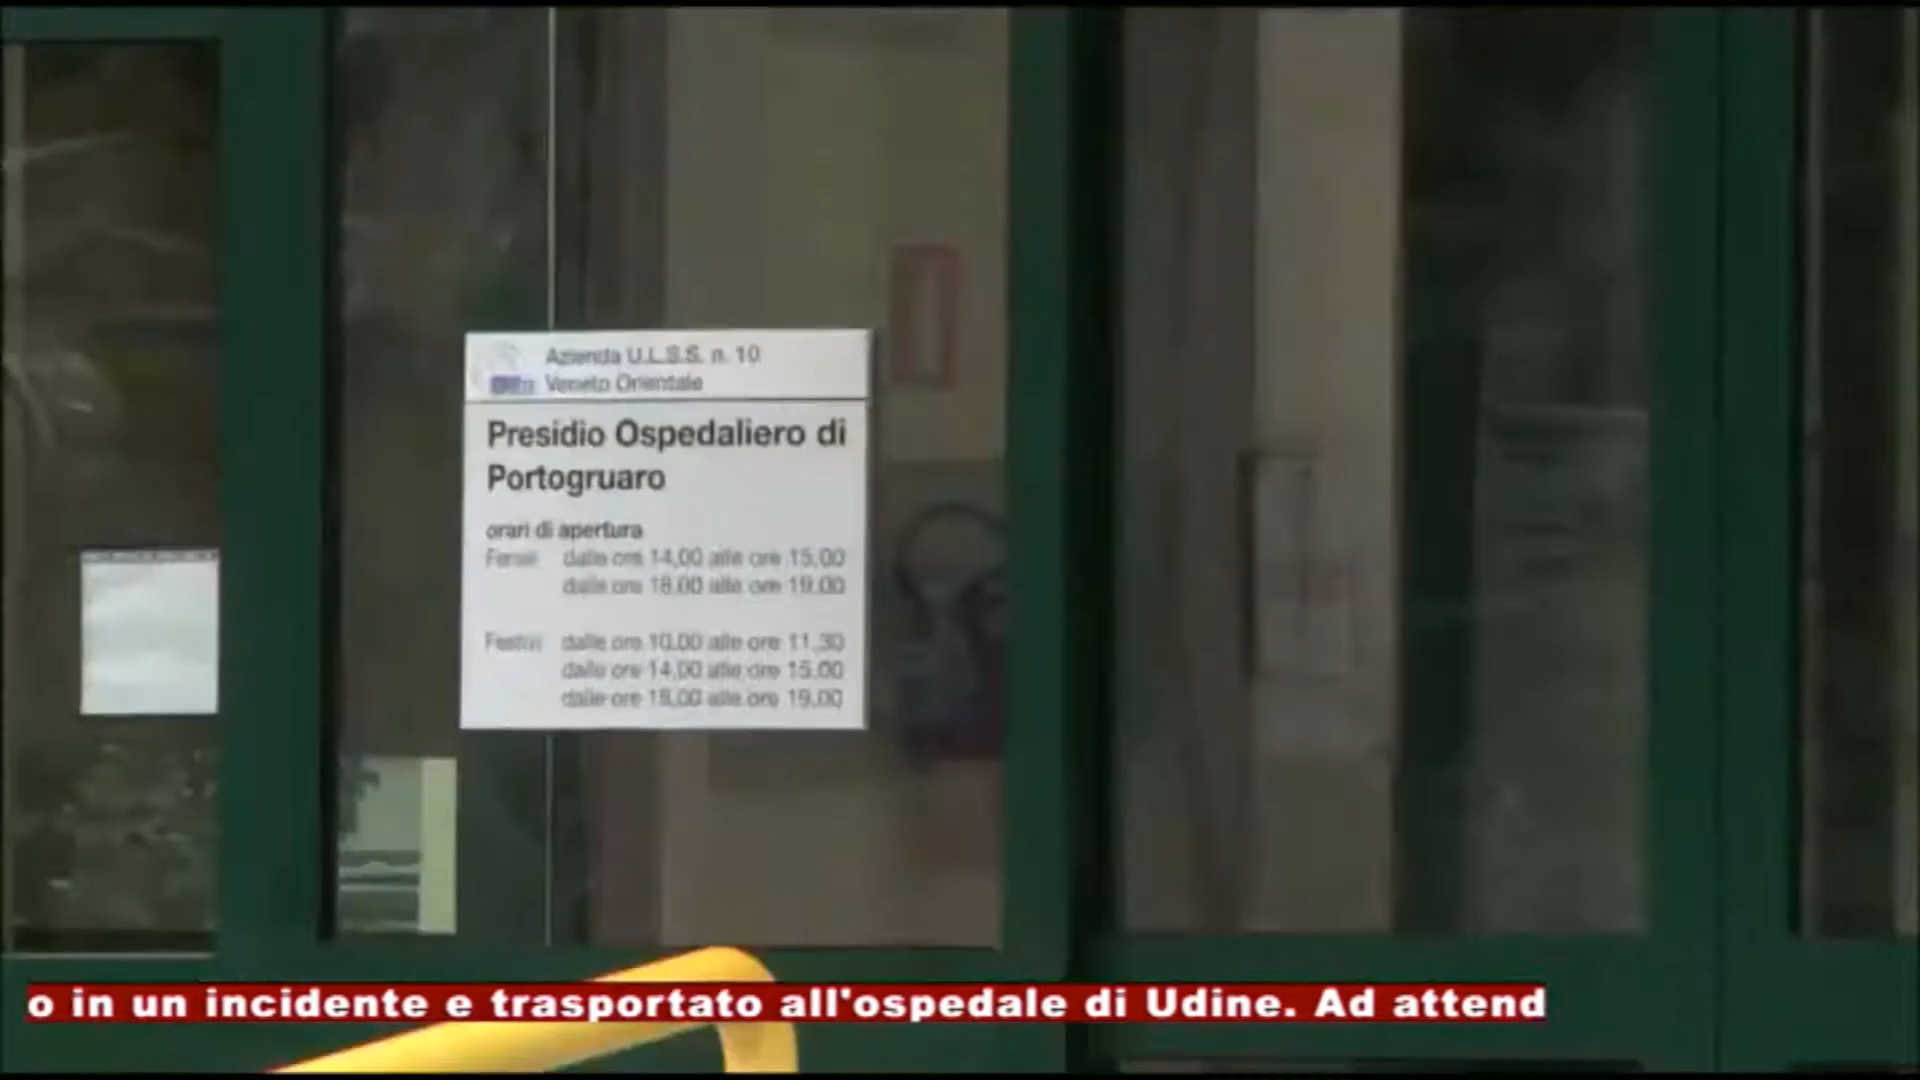 Azienda U.L.S.S. n. 10
Veneto Orientale
Presidio Ospedaliero di
Portogruaro
orari di apertura
Feriali dalle ore 14,00 alle ore 15,00
dalle ore 18,00 alle ore 19,00
Festivi dalle ore 10,00 alle ore 11,30
dalle ore 14,00 alle ore 15,00
dalle ore 18,00 alle ore 19,00
o in un incidente e trasportato all'ospedale di Udine. Ad attend